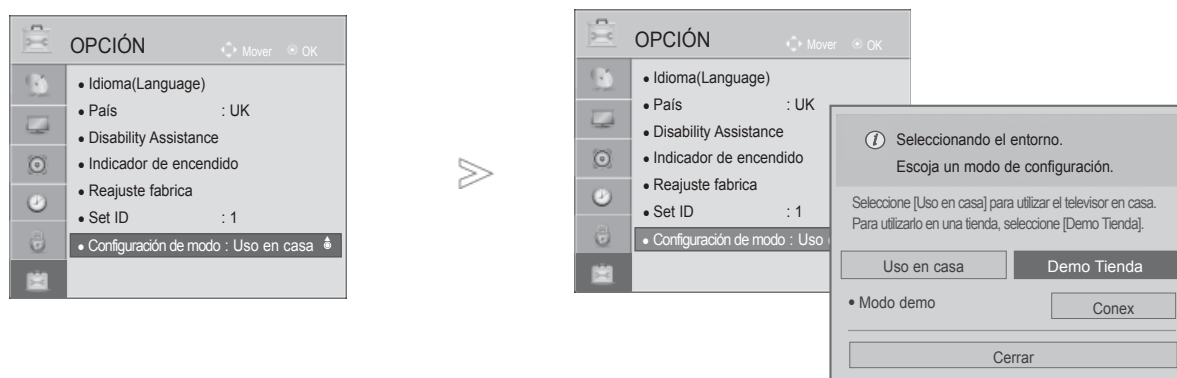 OPCIÓN Mover OK
• Idioma(Language)
• País : UK
• Disability Assistance
• Indicador de encendido
• Reajuste fabrica
• Set ID : 1
• Configuración de modo : Uso en casa
OPCIÓN Mover OK
• Idioma(Language)
• País : UK
• Disability Assistance
• Indicador de encendido
• Reajuste fabrica
• Set ID : 1
• Configuración de modo : Uso
i Seleccionando el entorno.
Escoja un modo de configuración.
Seleccione [Uso en casa] para utilizar el televisor en casa.
Para utilizarlo en una tienda, seleccione [Demo Tienda].
Uso en casa Demo Tienda
• Modo demo Conex
Cerrar